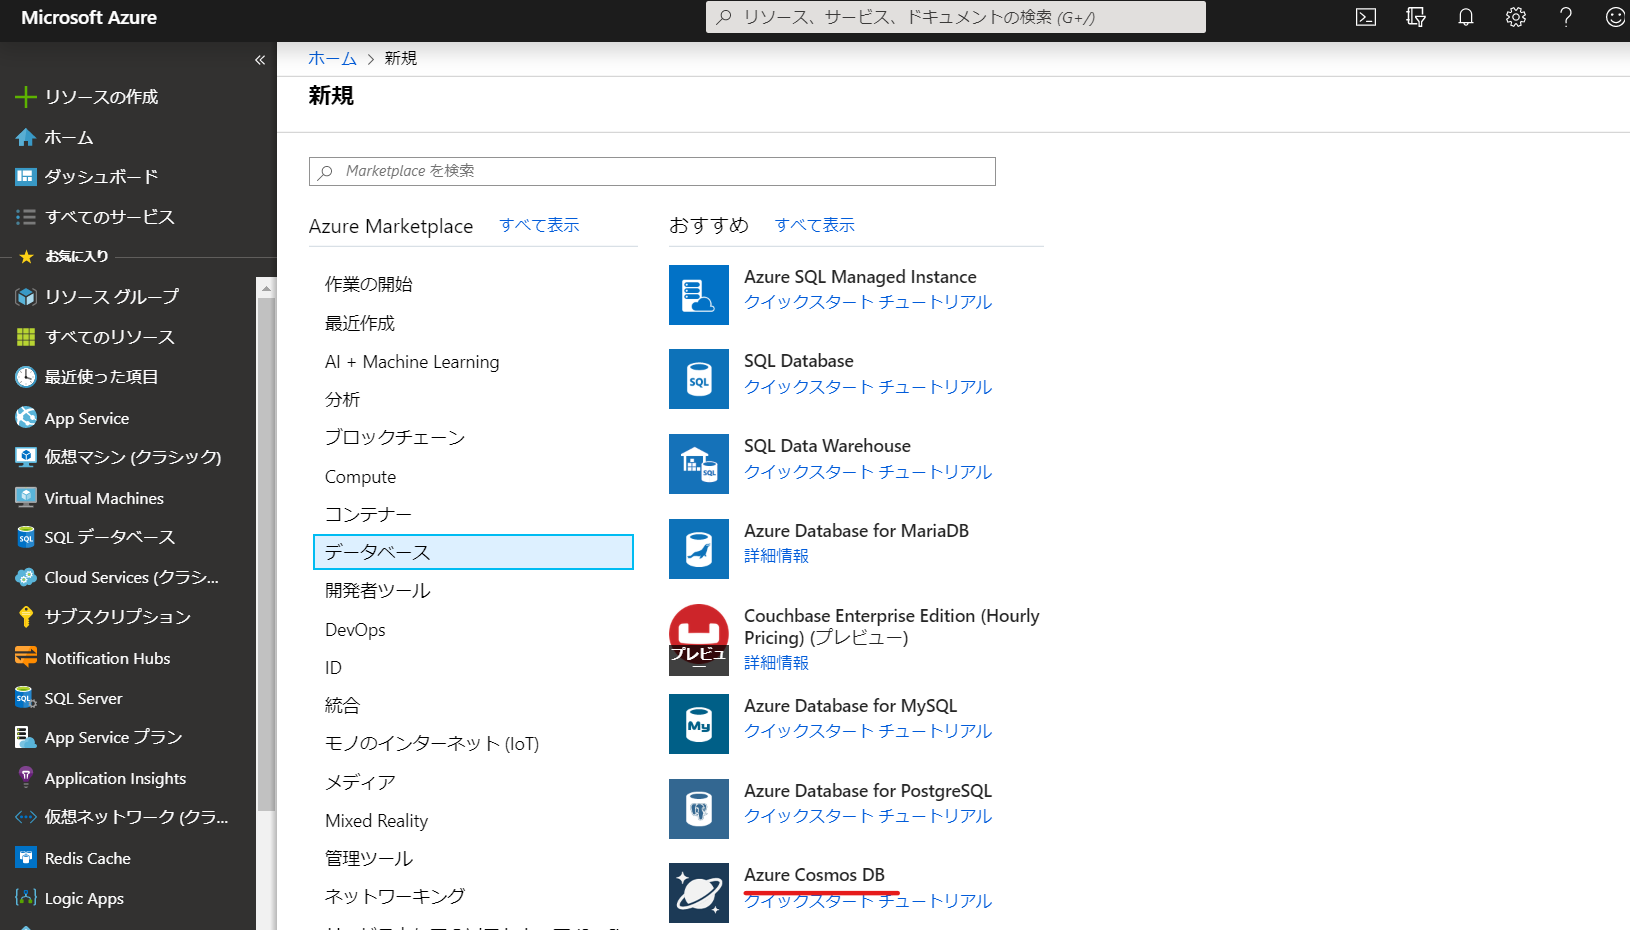 Microsoft Azure
リソース、サービス、ドキュメントの検索 (G+/)
«
リソースの作成
ホーム
ダッシュボード
すべてのサービス
お気に入り
リソース グループ
すべてのリソース
最近使った項目
App Service
仮想マシン (クラシック)
Virtual Machines
SQL データベース
Cloud Services (クラシ...
サブスクリプション
Notification Hubs
SQL Server
App Service プラン
Application Insights
仮想ネットワーク (クラ...
Redis Cache
Logic Apps
ホーム > 新規
新規
Marketplace を検索
Azure Marketplace すべて表示
作業の開始
最近作成
AI + Machine Learning
分析
ブロックチェーン
Compute
コンテナー
データベース
開発者ツール
DevOps
ID
統合
モノのインターネット (IoT)
メディア
Mixed Reality
管理ツール
ネットワーキング
おすすめ すべて表示
Azure SQL Managed Instance
クイックスタート チュートリアル
SQL
SQL Database
クイックスタート チュートリアル
SQL
SQL Data Warehouse
クイックスタート チュートリアル
Azure Database for MariaDB
詳細情報
プレビュ
ー
Couchbase Enterprise Edition (Hourly
Pricing) (プレビュー)
詳細情報
My
Azure Database for MySQL
クイックスタート チュートリアル
Azure Database for PostgreSQL
クイックスタート チュートリアル
Azure Cosmos DB
クイックスタート チュートリアル